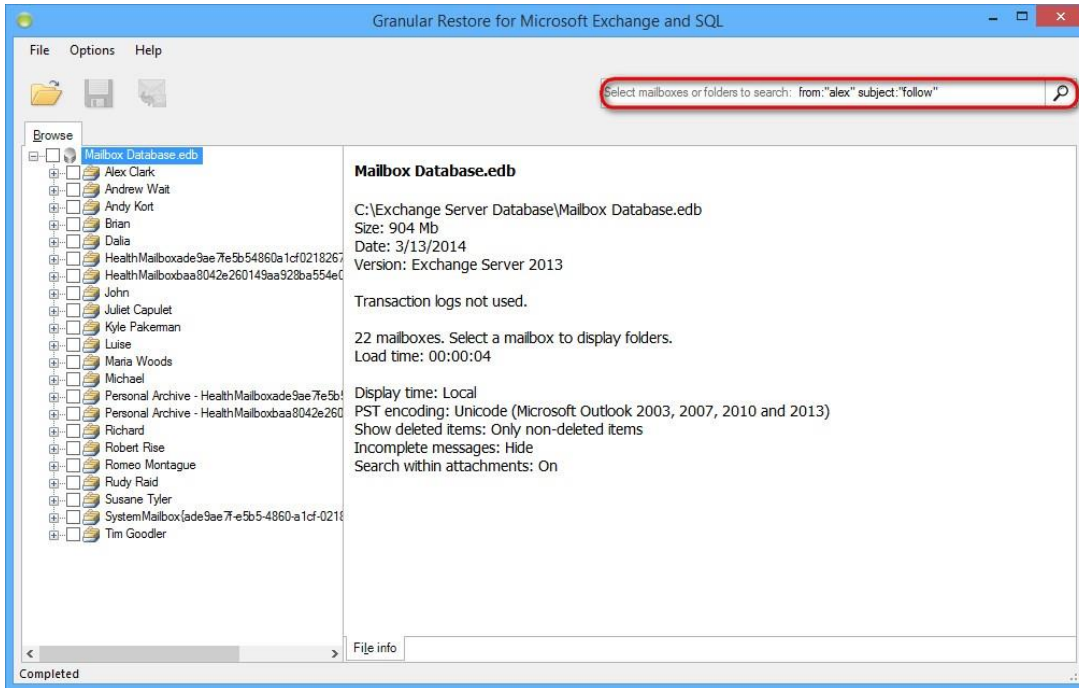 Granular Restore for Microsoft Exchange and SQL
File Options Help
Select mailboxes or folders to search: from:"alex" subject:"follow"
Browse
Mailbox Database.edb
Alex Clark
Andrew Wait
Andy Kort
Brian
Dalia
HealthMailboxade9ae7fe5b54860a1cf0218267
HealthMailboxbaa8042e260149aa928ba554e0
John
Juliet Capulet
Kyle Pakerman
Luise
Maria Woods
Michael
Personal Archive - HealthMailboxade9ae7fe5b5
Personal Archive - HealthMailboxbaa8042e260
Richard
Robert Rise
Romeo Montague
Rudy Raid
Susane Tyler
SystemMailbox{ade9ae7f-e5b5-4860-a1cf-0218
Tim Goodler
Mailbox Database.edb
C:\Exchange Server Database\Mailbox Database.edb
Size: 904 Mb
Date: 3/13/2014
Version: Exchange Server 2013
Transaction logs not used.
22 mailboxes. Select a mailbox to display folders.
Load time: 00:00:04
Display time: Local
PST encoding: Unicode (Microsoft Outlook 2003, 2007, 2010 and 2013)
Show deleted items: Only non-deleted items
Incomplete messages: Hide
Search within attachments: On
File info
Completed